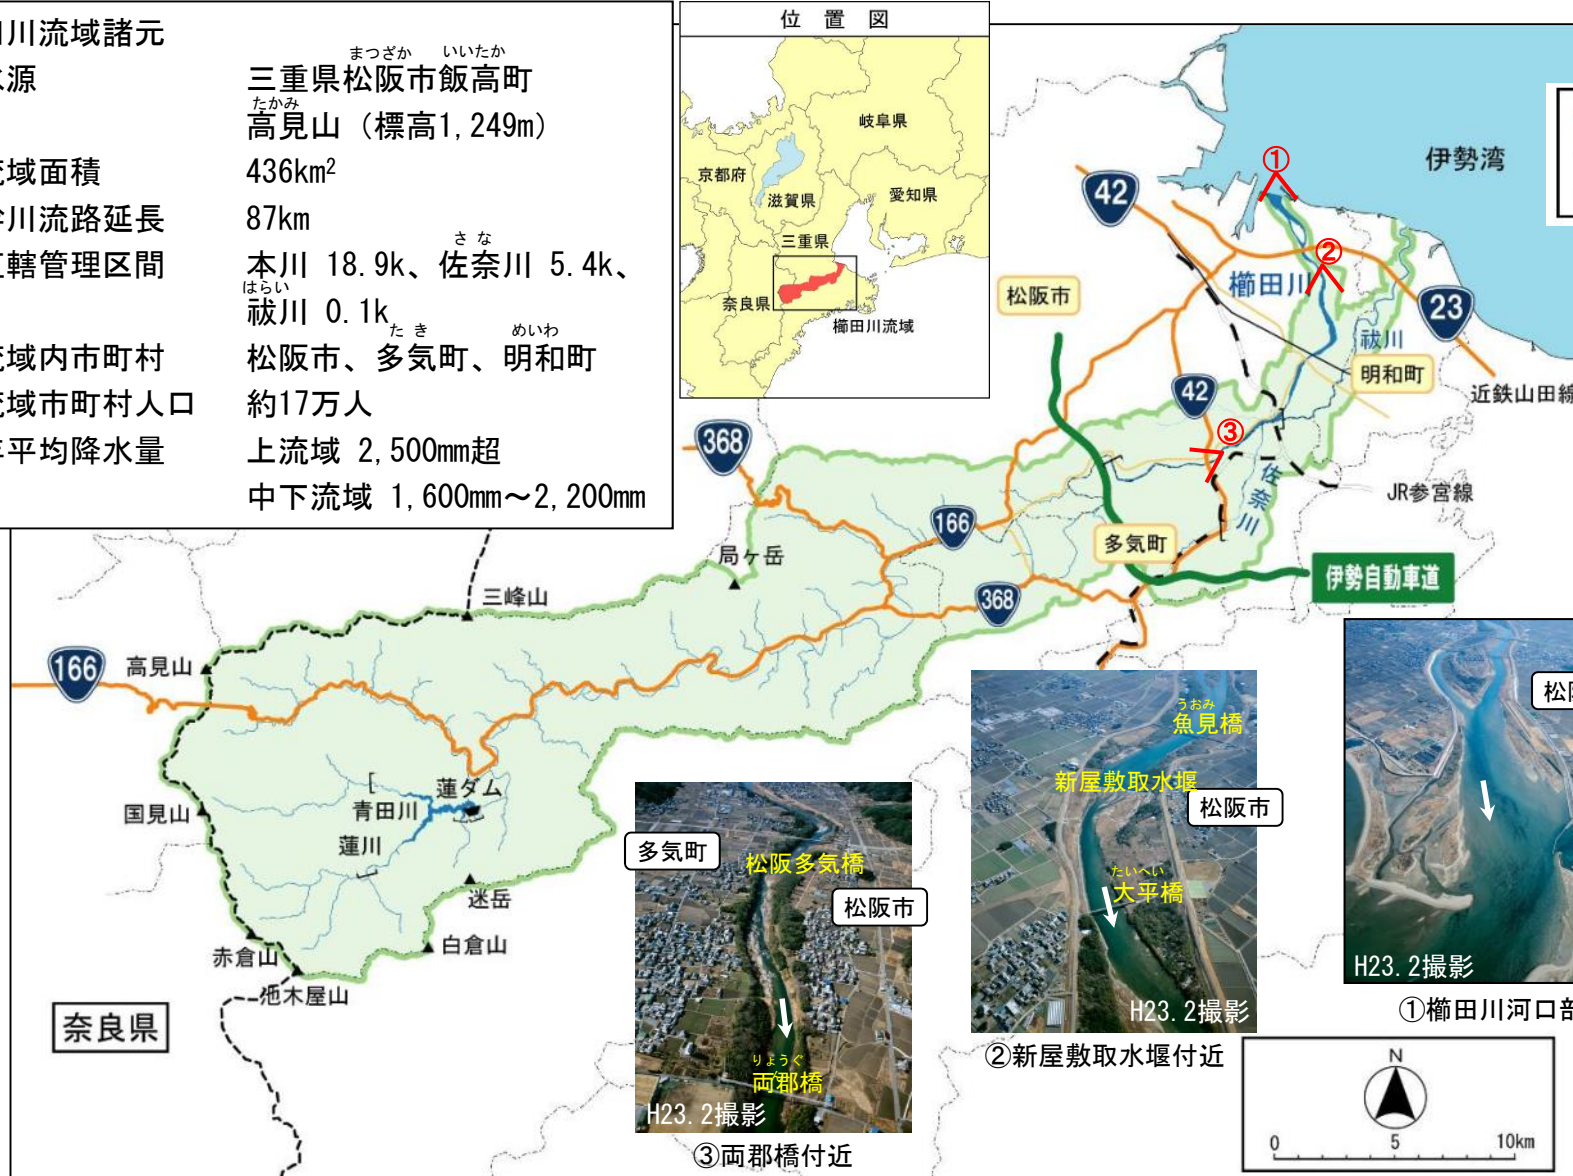 川流域諸元
源
三重県松阪市飯高町
まつざか いいたか
高見山 (標高1,249m)
たかみ
域面積
436km²
川流路延長
87km
轄管理区間
本川 18.9k、佐奈川 5.4k、
さな
祓川 0.1k
はらい
域内市町村
松阪市、多気町、明和町
たき めいわ
域市町村人口
約17万人
平均降水量
上流域 2,500mm超
中下流域 1,600mm~2,200mm
位置図
岐阜県
京都府
滋賀県
愛知県
三重県
奈良県
櫛田川流域
伊勢湾
①
42
②
櫛田川
松阪市
23
祓川
明和町
近鉄山田線
42
③
368
佐奈川
JR参宮線
166
多気町
局ヶ岳
伊勢自動車道
368
三峰山
高見山
166
蓮ダム
青田川
国見山
蓮川
迷岳
赤倉山
白倉山
池木屋山
奈良県
多気町
松阪多気橋
松阪市
りょうぐ
両郡橋
H23.2撮影
③両郡橋付近
うおみ
魚見橋
新屋敷取水堰
松阪市
たいへい
大平橋
H23.2撮影
②新屋敷取水堰付近
松
H23.2撮影
①櫛田川河口部
N
0 5 10km